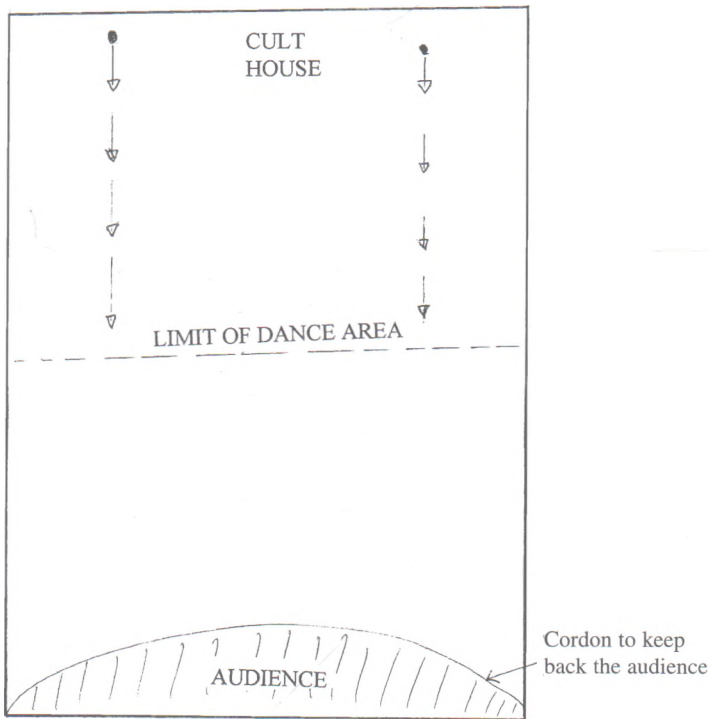 CULT
HOUSE
LIMIT OF DANCE AREA
AUDIENCE
Cordon to keep
back the audience